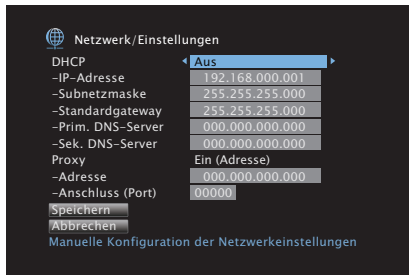 Netzwerk/Einstellungen
DHCP Aus
-IP-Adresse 192.168.000.001
-Subnetzmaske 255.255.255.000
-Standardgateway 255.255.255.000
-Prim. DNS-Server 000.000.000.000
-Sek. DNS-Server 000.000.000.000
Proxy Ein (Adresse)
-Adresse 000.000.000.000
-Anschluss (Port) 00000
Speichern
Abbrechen
Manuelle Konfiguration der Netzwerkeinstellungen